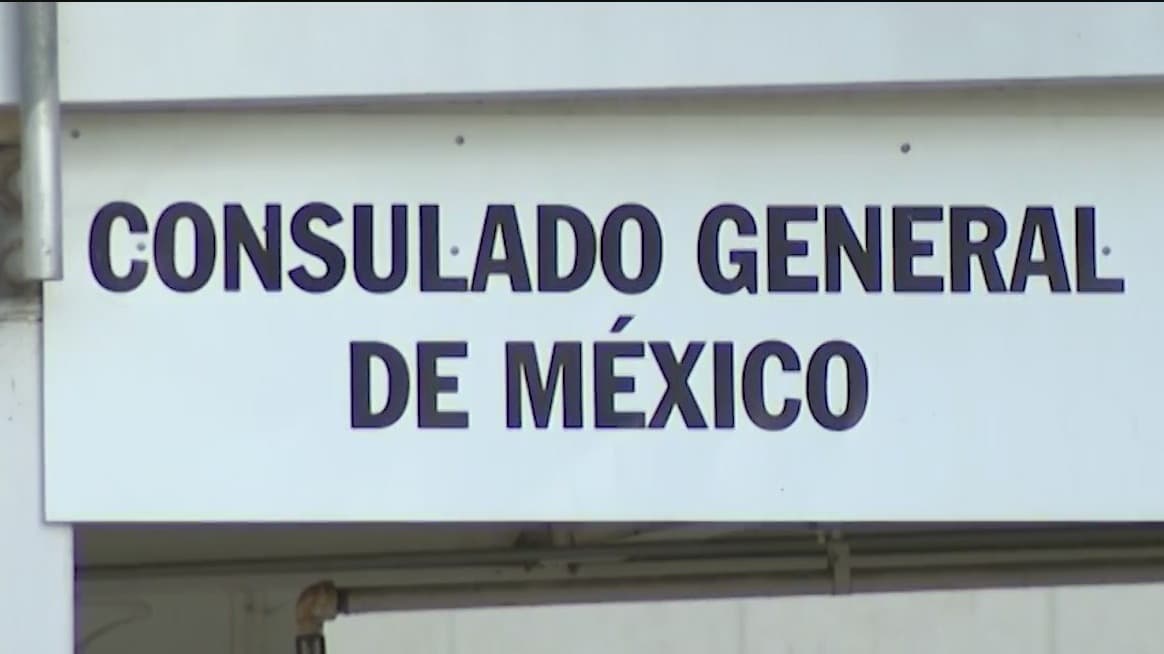 CONSULADO GENERAL
DE MÉXICO